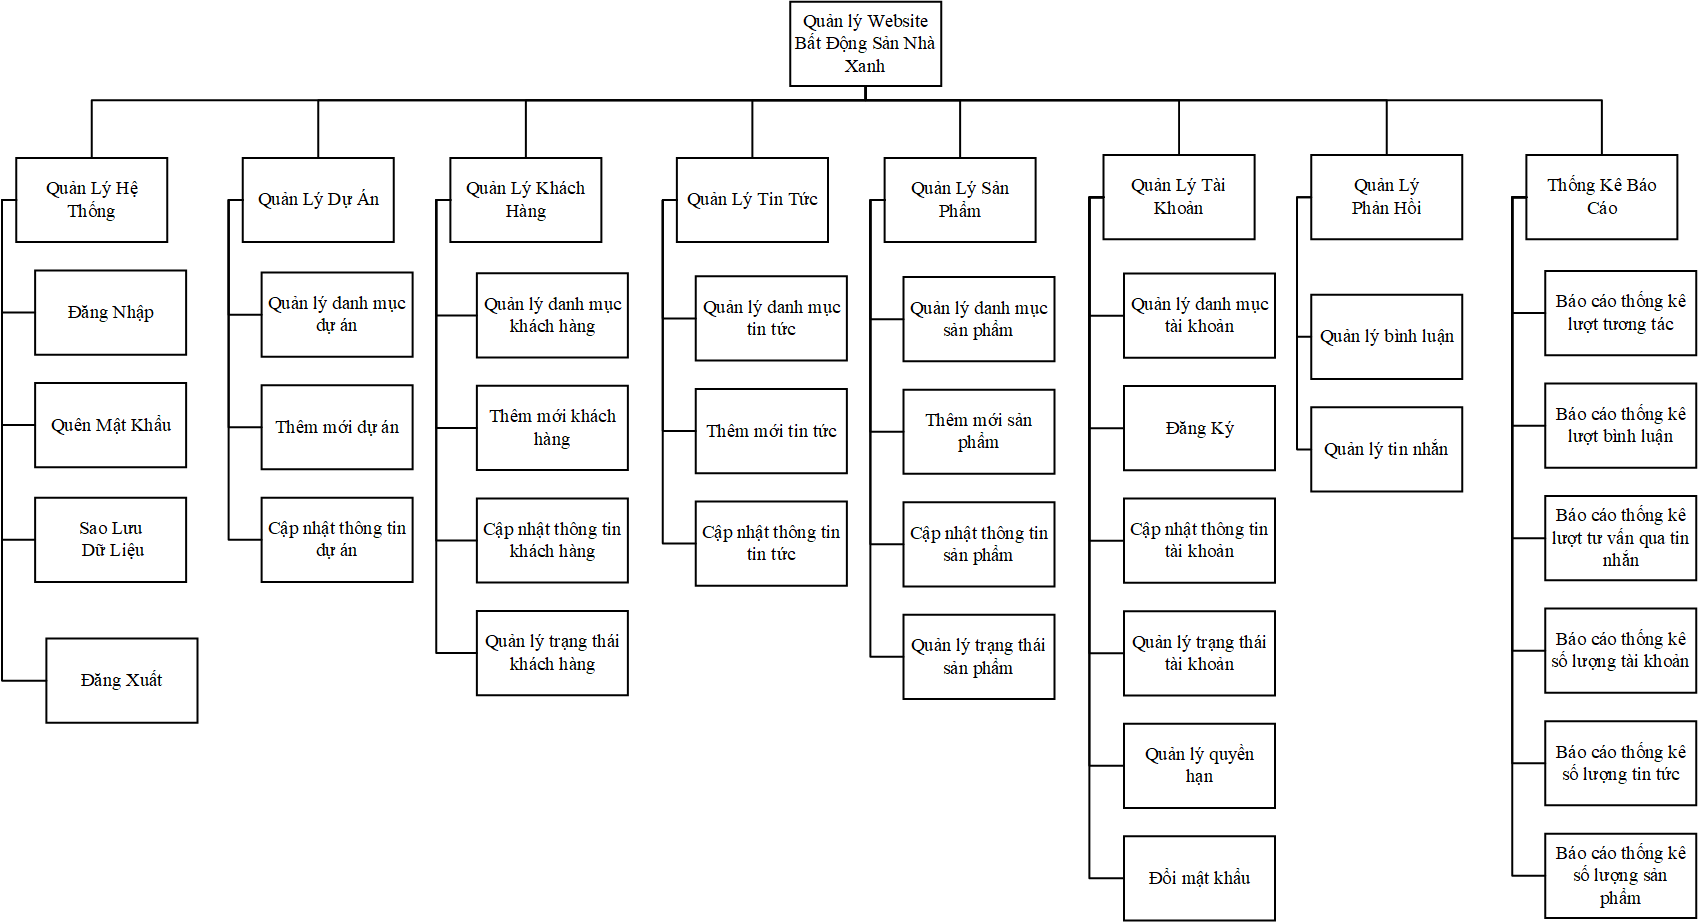 Quản lý Website
Bất Động Sản Nhà
Xanh
Quản Lý Hệ
Thống
Đăng Nhập
Quên Mật Khẩu
Sao Lưu
Dữ Liệu
Đăng Xuất
Quản Lý Dự Án
Quản lý danh mục
dự án
Thêm mới dự án
Cập nhật thông tin
dự án
Quản Lý Khách
Hàng
Quản lý danh mục
khách hàng
Thêm mới khách
hàng
Cập nhật thông tin
khách hàng
Quản lý trạng thái
khách hàng
Quản Lý Tin Tức
Quản lý danh mục
tin tức
Thêm mới tin tức
Cập nhật thông tin
tin tức
Quản Lý Sản
Phẩm
Quản lý danh mục
sản phẩm
Thêm mới sản
phẩm
Cập nhật thông tin
sản phẩm
Quản lý trạng thái
sản phẩm
Quản Lý Tài
Khoản
Quản lý danh mục
tài khoản
Đăng Ký
Cập nhật thông tin
tài khoản
Quản lý trạng thái
tài khoản
Quản lý quyền
hạn
Đổi mật khẩu
Quản Lý
Phản Hồi
Quản lý bình luận
Quản lý tin nhắn
Thống Kê Báo
Cáo
Báo cáo thống kê
lượt tương tác
Báo cáo thống kê
lượt bình luận
Báo cáo thống kê
lượt tư vấn qua tin
nhắn
Báo cáo thống kê
số lượng tài khoản
Báo cáo thống kê
số lượng tin tức
Báo cáo thống kê
số lượng sản
phẩm